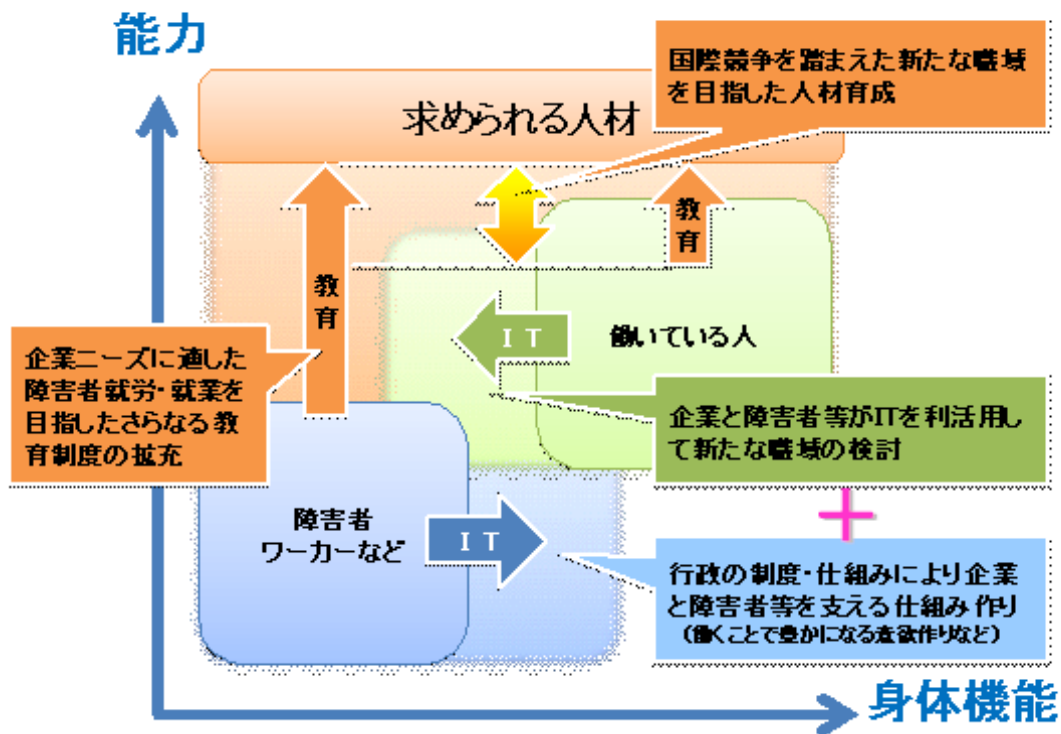 能力
国際競争を踏まえた新たな職域
を目指した人材育成
求められる人材
教育
教育
IT
働いている人
企業ニーズに適した
障害者就労・就業を
目指したさらなる教
育制度の拡充
企業と障害者等がITを利活用し
て新たな職域の検討
+
障害者
ワーカーなど
IT
行政の制度・仕組みにより企業
と障害者等を支える仕組み作り
(働くことで豊かになる意欲作りなど)
身体機能